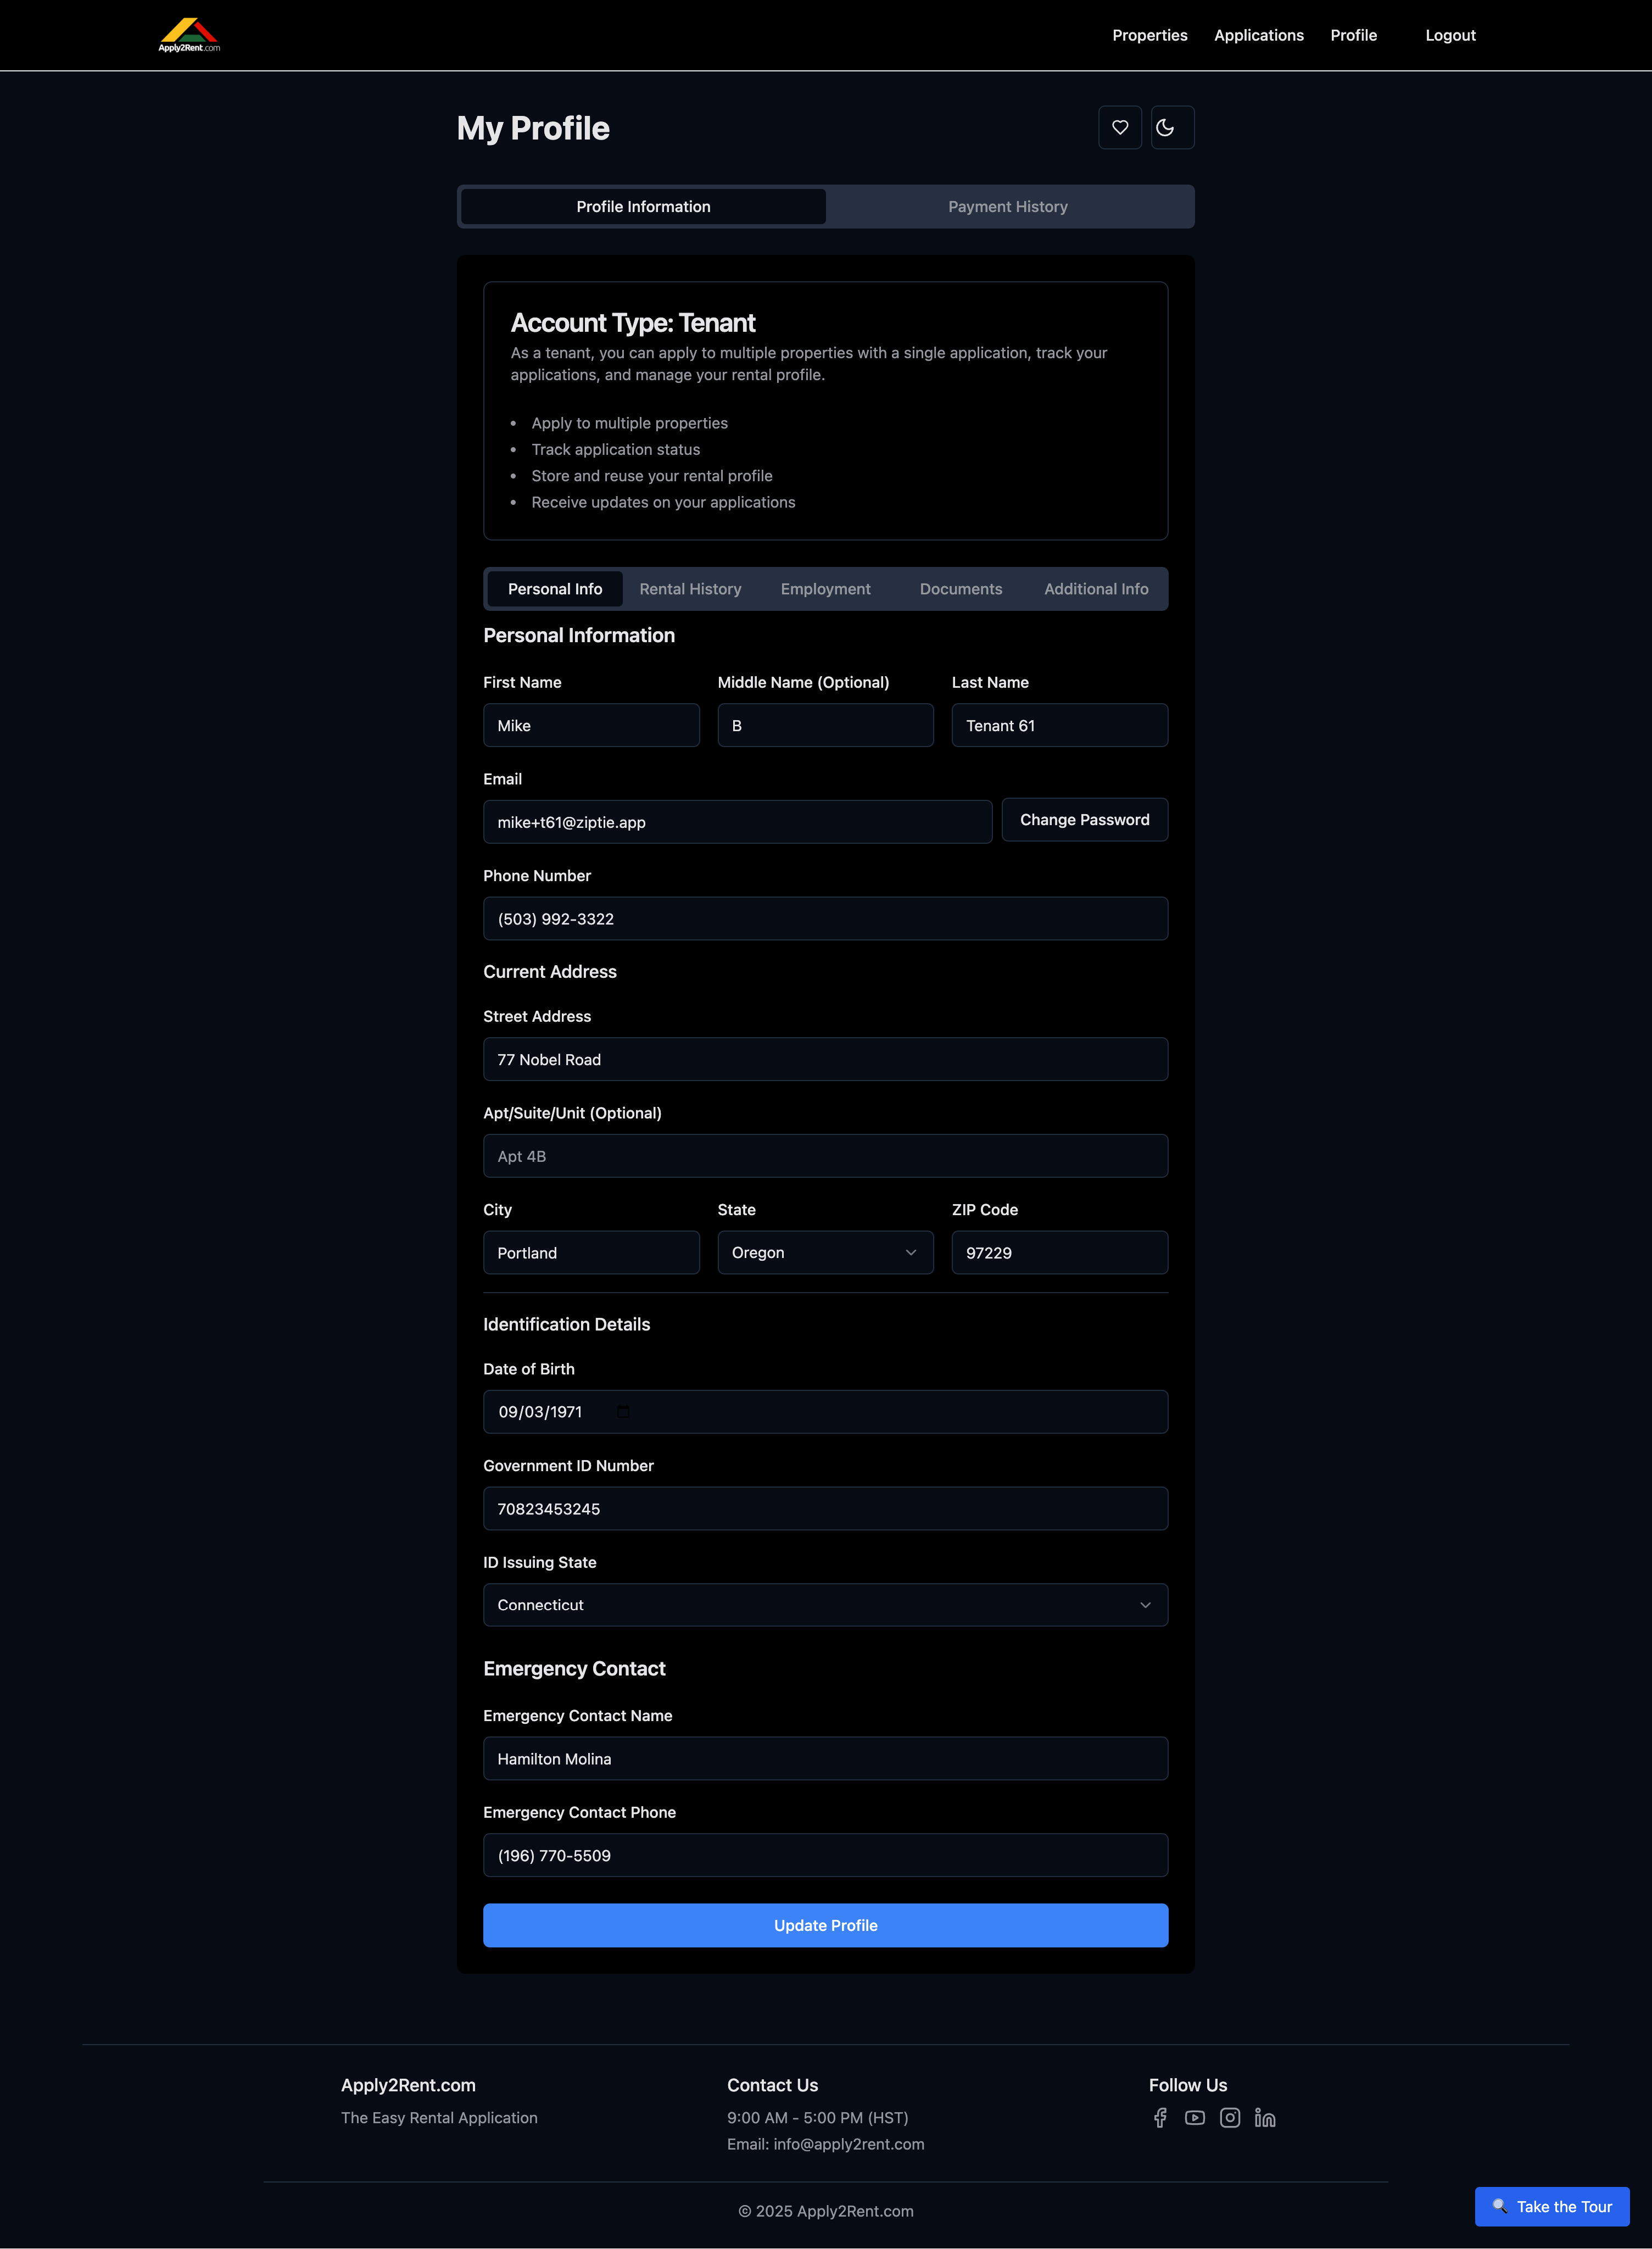 Apply2Rent.com
Properties Applications Profile Logout
My Profile
Profile Information Payment History
Account Type: Tenant
As a tenant, you can apply to multiple properties with a single application, track your
applications, and manage your rental profile.
• Apply to multiple properties
• Track application status
• Store and reuse your rental profile
• Receive updates on your applications
Personal Info Rental History Employment Documents Additional Info
Personal Information
First Name Middle Name (Optional) Last Name
Mike B Tenant 61
Email
mike+t61@ziptie.app Change Password
Phone Number
(503) 992-3322
Current Address
Street Address
77 Nobel Road
Apt/Suite/Unit (Optional)
Apt 4B
City State ZIP Code
Portland Oregon 97229
Identification Details
Date of Birth
09/03/1971
Government ID Number
70823453245
ID Issuing State
Connecticut
Emergency Contact
Emergency Contact Name
Hamilton Molina
Emergency Contact Phone
(196) 770-5509
Update Profile
Apply2Rent.com Contact Us Follow Us
The Easy Rental Application 9:00 AM - 5:00 PM (HST)
Email: info@apply2rent.com
© 2025 Apply2Rent.com
Take the Tour